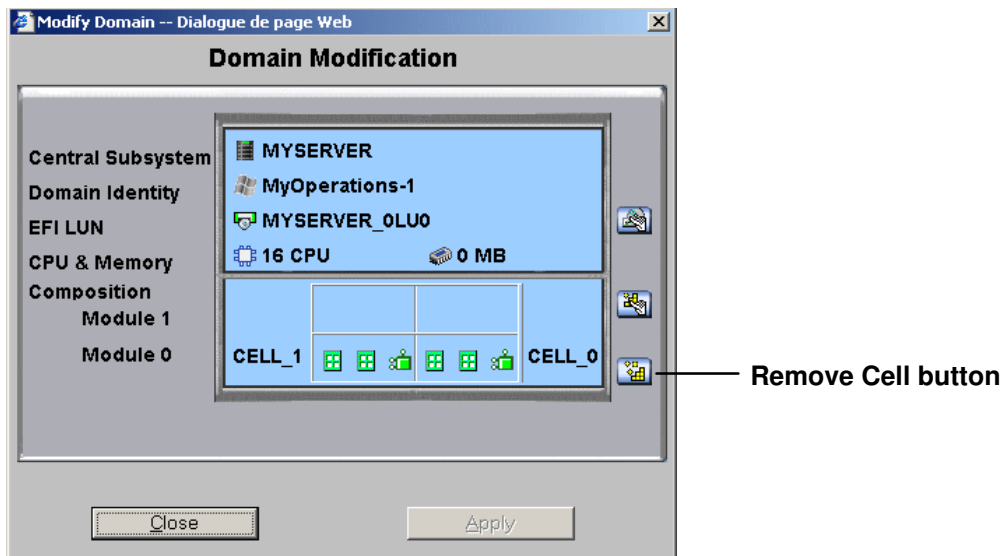 Modify Domain -- Dialogue de page Web
Domain Modification
Central Subsystem MYSERVER
Domain Identity MyOperations-1
EFI LUN MYSERVER_0LU0
CPU & Memory 16 CPU 0 MB
Composition
Module 1
Module 0 CELL_1 CELL_0
Remove Cell button
Close Apply